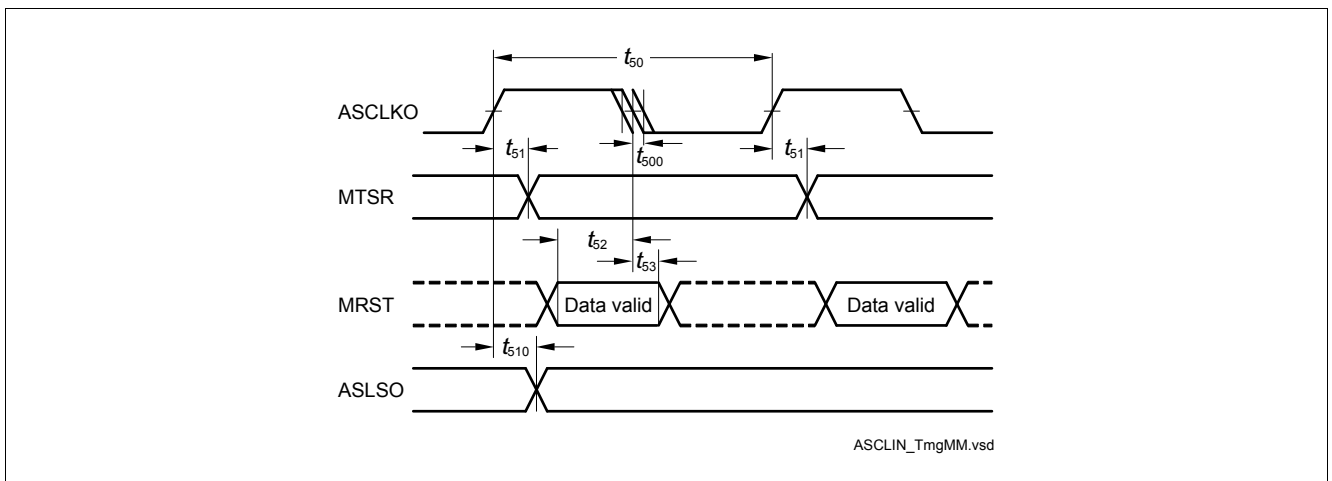 t50
ASCLKO
t51
t500
t51
MTSR
t52
t53
MRST
Data valid
Data valid
t510
ASLSO
ASCLIN_TmgMM.vsd